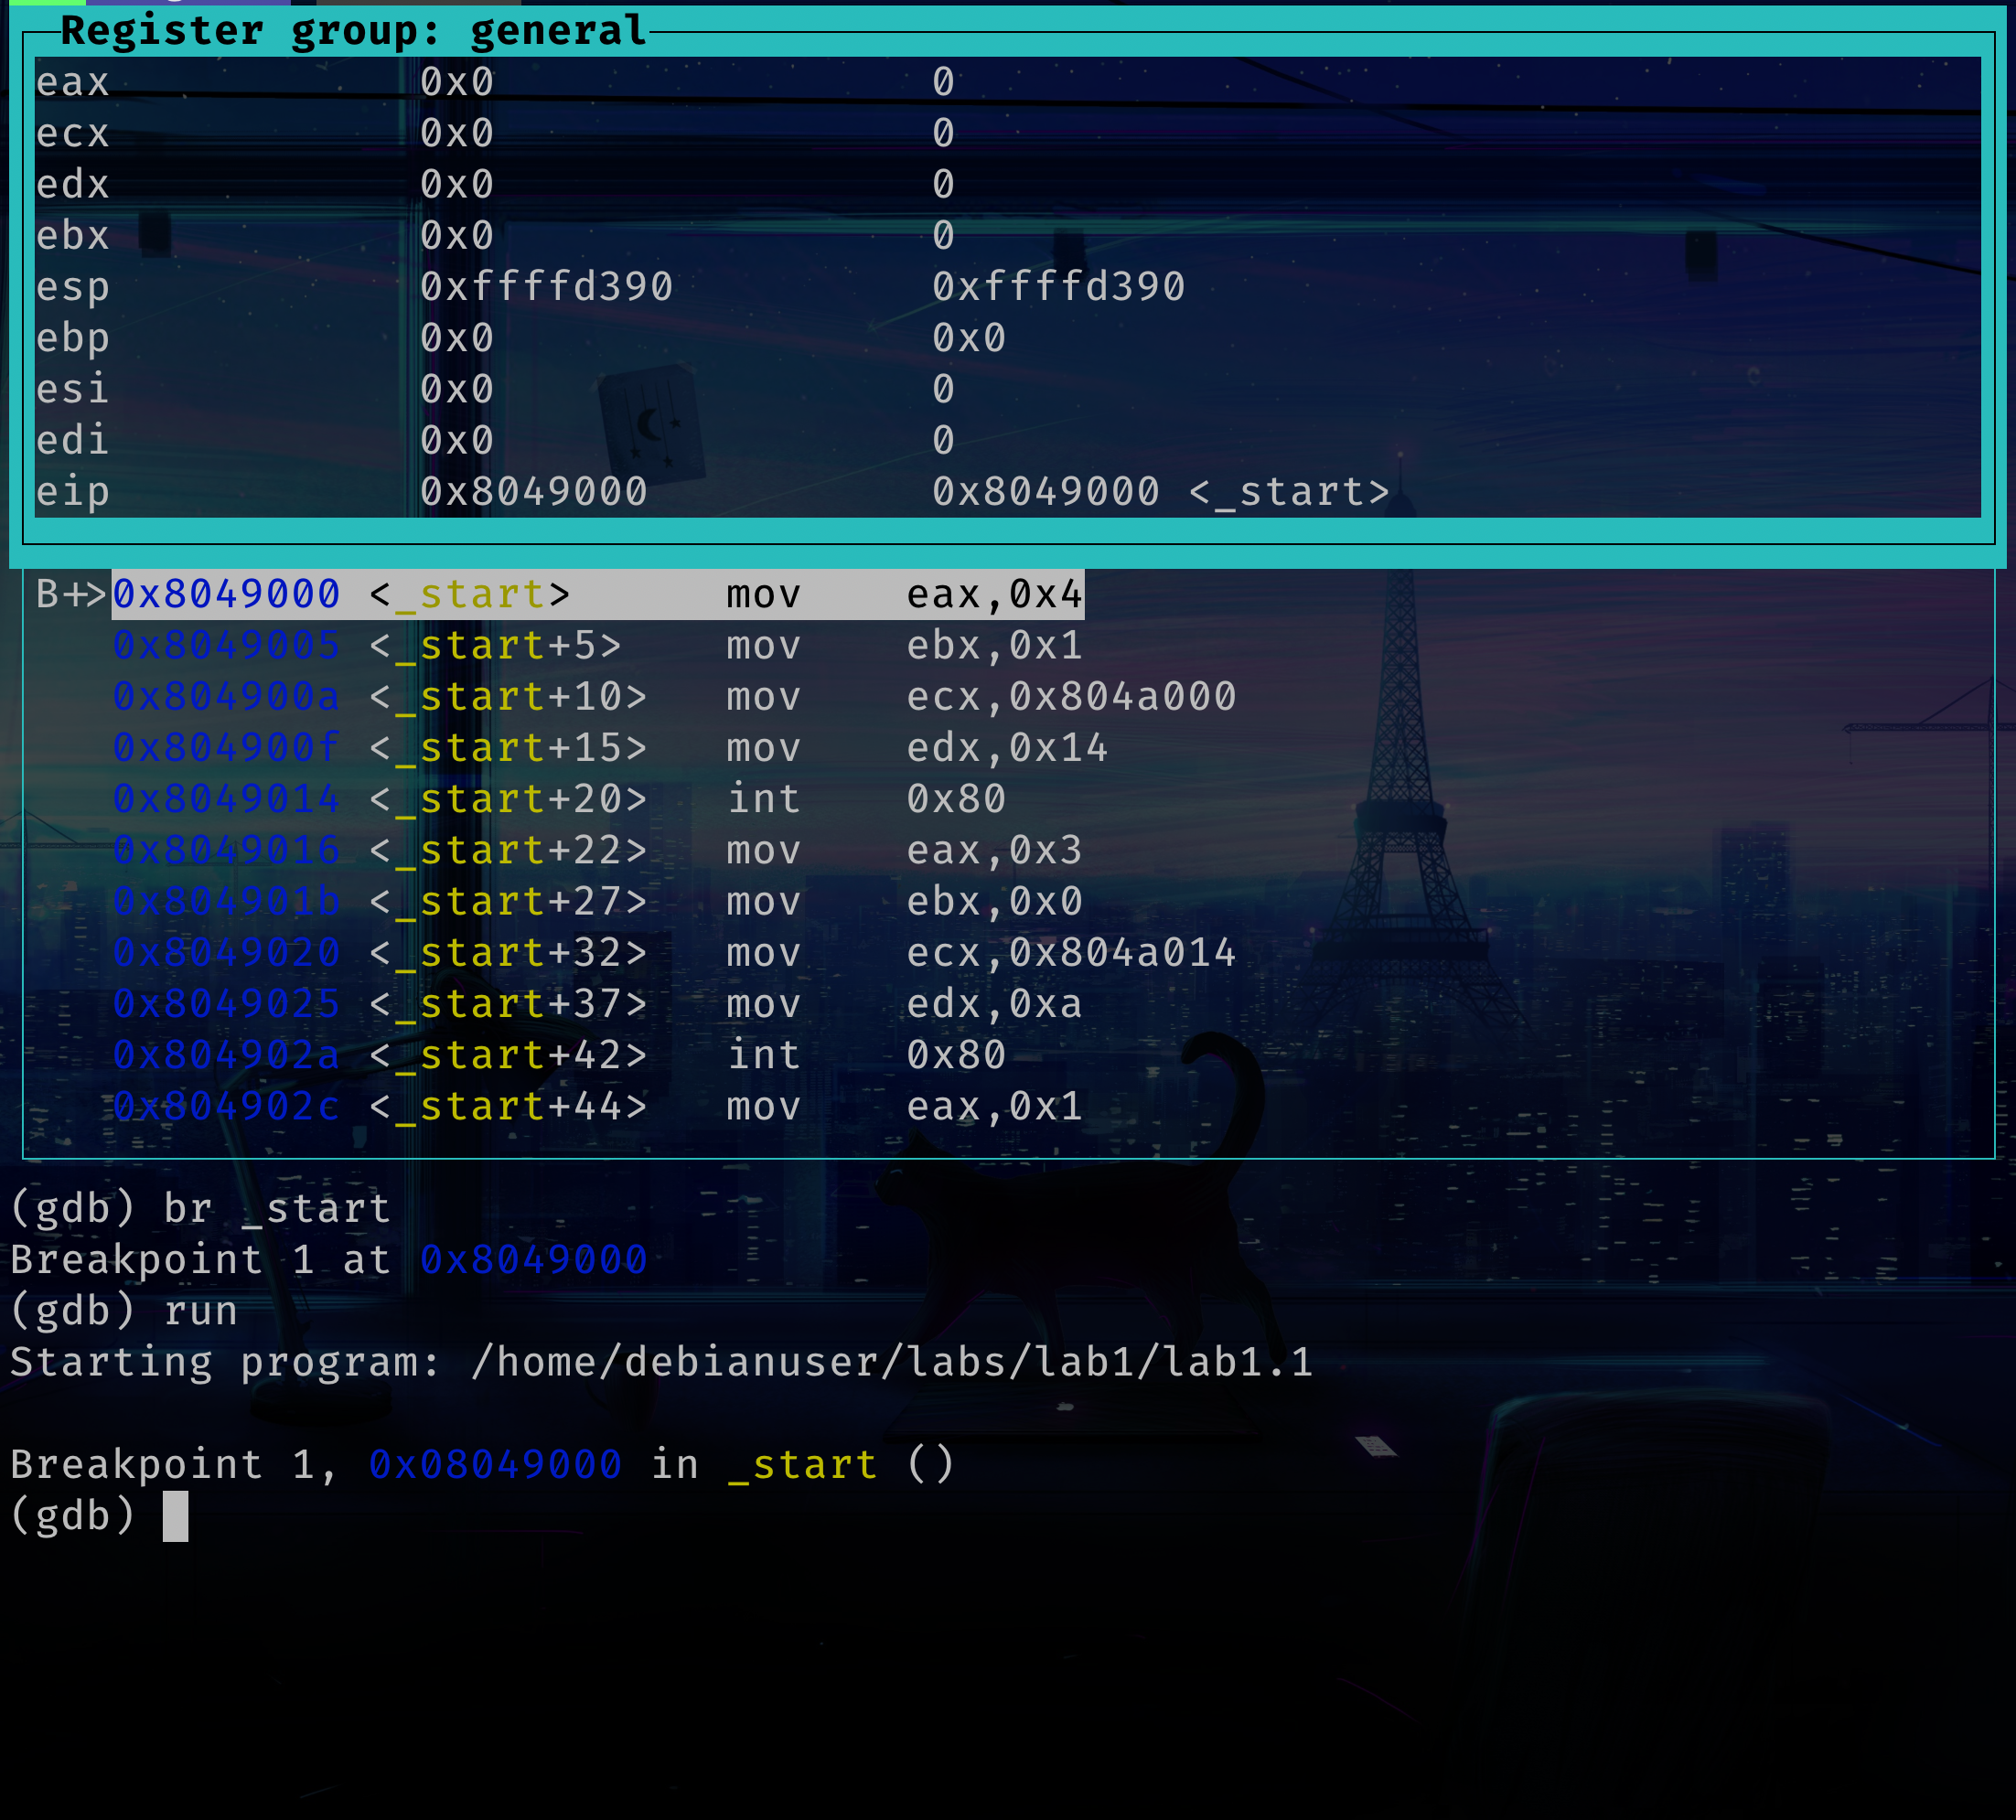 Register group: general
eax 0x0 0
ecx 0x0 0
edx 0x0 0
ebx 0x0 0
esp 0xffffd390 0xffffd390
ebp 0x0 0x0
esi 0x0 0
edi 0x0 0
eip 0x8049000 0x8049000 <_start>
B+>0x8049000 <_start> mov eax,0x4
0x8049005 <_start+5> mov ebx,0x1
0x804900a <_start+10> mov ecx,0x804a000
0x804900f <_start+15> mov edx,0x14
0x8049014 <_start+20> int 0x80
0x8049016 <_start+22> mov eax,0x3
0x804901b <_start+27> mov ebx,0x0
0x8049020 <_start+32> mov ecx,0x804a014
0x8049025 <_start+37> mov edx,0xa
0x804902a <_start+42> int 0x80
0x804902c <_start+44> mov eax,0x1
(gdb) br _start
Breakpoint 1 at 0x8049000
(gdb) run
Starting program: /home/debianuser/labs/lab1/lab1.1
Breakpoint 1, 0x08049000 in _start ()
(gdb)